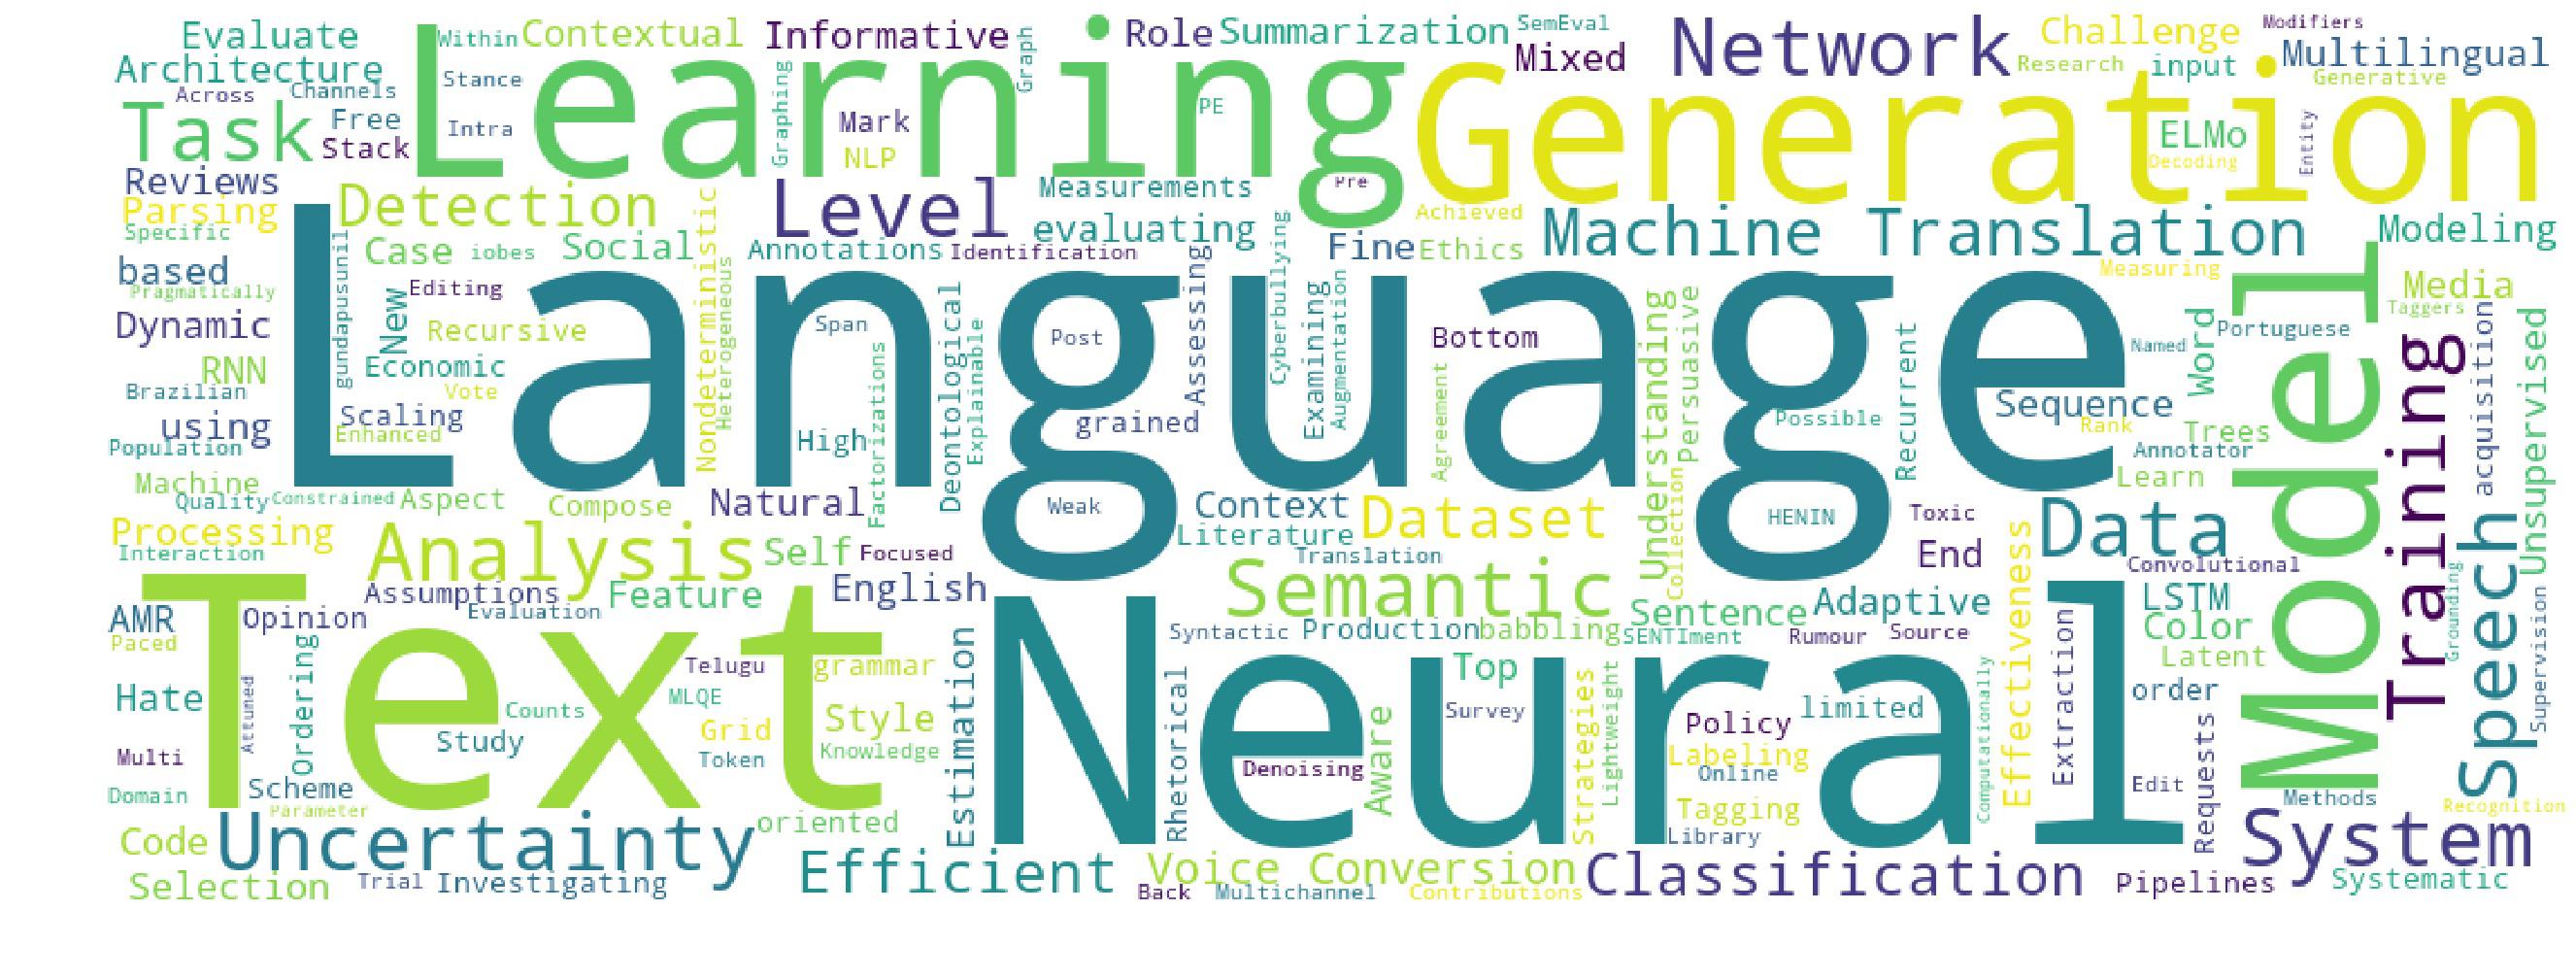 Evaluate
Within
Contextual
Informative
Graph
Role
Summarization
SemEval
Mixed
Network
Challenge
Modifiers
Multilingual
Architecture
Stance
Learning
Graphing
Research
input
Generative
Across
Channels
Generation
Task
Free
Stack
Intra
Mark
NLP
PE
ELMo
Decoding
Entity
Reviews
Parsing
Specific
Detection
Nondeterministic
Level
Measurements
Pre
evaluating
Achieved
Machine Translation
Modeling
Case
iobes
Social
Annotations
Identification
Cyberbullying
Fine
Ethics
based
Pragmatically
gundapusunil
New
Editing
Heterogeneous
Language
Assessing
Measuring
Media
Taggers
Dynamic
Recursive
Span
Deontological
Explainable
Post
Examining
Augmentation
Bottom
Understanding
Persuasive
Recurrent
Word
Portuguese
Named
Model
Training
acquisition
Unsupervised
RNN
Economic
Brazilian
Vote
using
Scaling
Enhanced
High
Factorizations
grained
Agreement
Possible
Sequence
Rank
Trees
Population
Annotator
Machine
Quality
Constrained
Aspect
Compose
Natural
Weak
Context
Dataset
Collection
HENIN
Toxic
Learn
Data
Speech
Processing
Interaction
Analysis
Self
Focused
Literature
Translation
End
Effectiveness
Convolutional
Text
Assumptions
Evaluation
Feature
English
Semantic
Sentence
Adaptive
LSTM
Color
Latent
Grounding
Supervision
AMR
Paced
Opinion
Neural
Syntactic
Production
babbling
SENTIment
Rumour
Source
Hate
Attuned
Ordering
Telugu
grammar
MLQE
Estimation
Rhetorical
Top
Survey
Strategies
Lightweight
Policy
limited
Computationally
Extraction
order
Requests
Counts
Study
Grid
Style
Multi
Token
Knowledge
Denoising
Aware
Labeling
Online
Edit
Methods
Domain
Scheme
Parameter
Tagging
Library
Recognition
Code
Uncertainty
oriented
System
Selection
Trial
Investigating
Efficient
Voice Conversion
Back
Multichannel
Contributions
Classification
Pipelines
Systematic